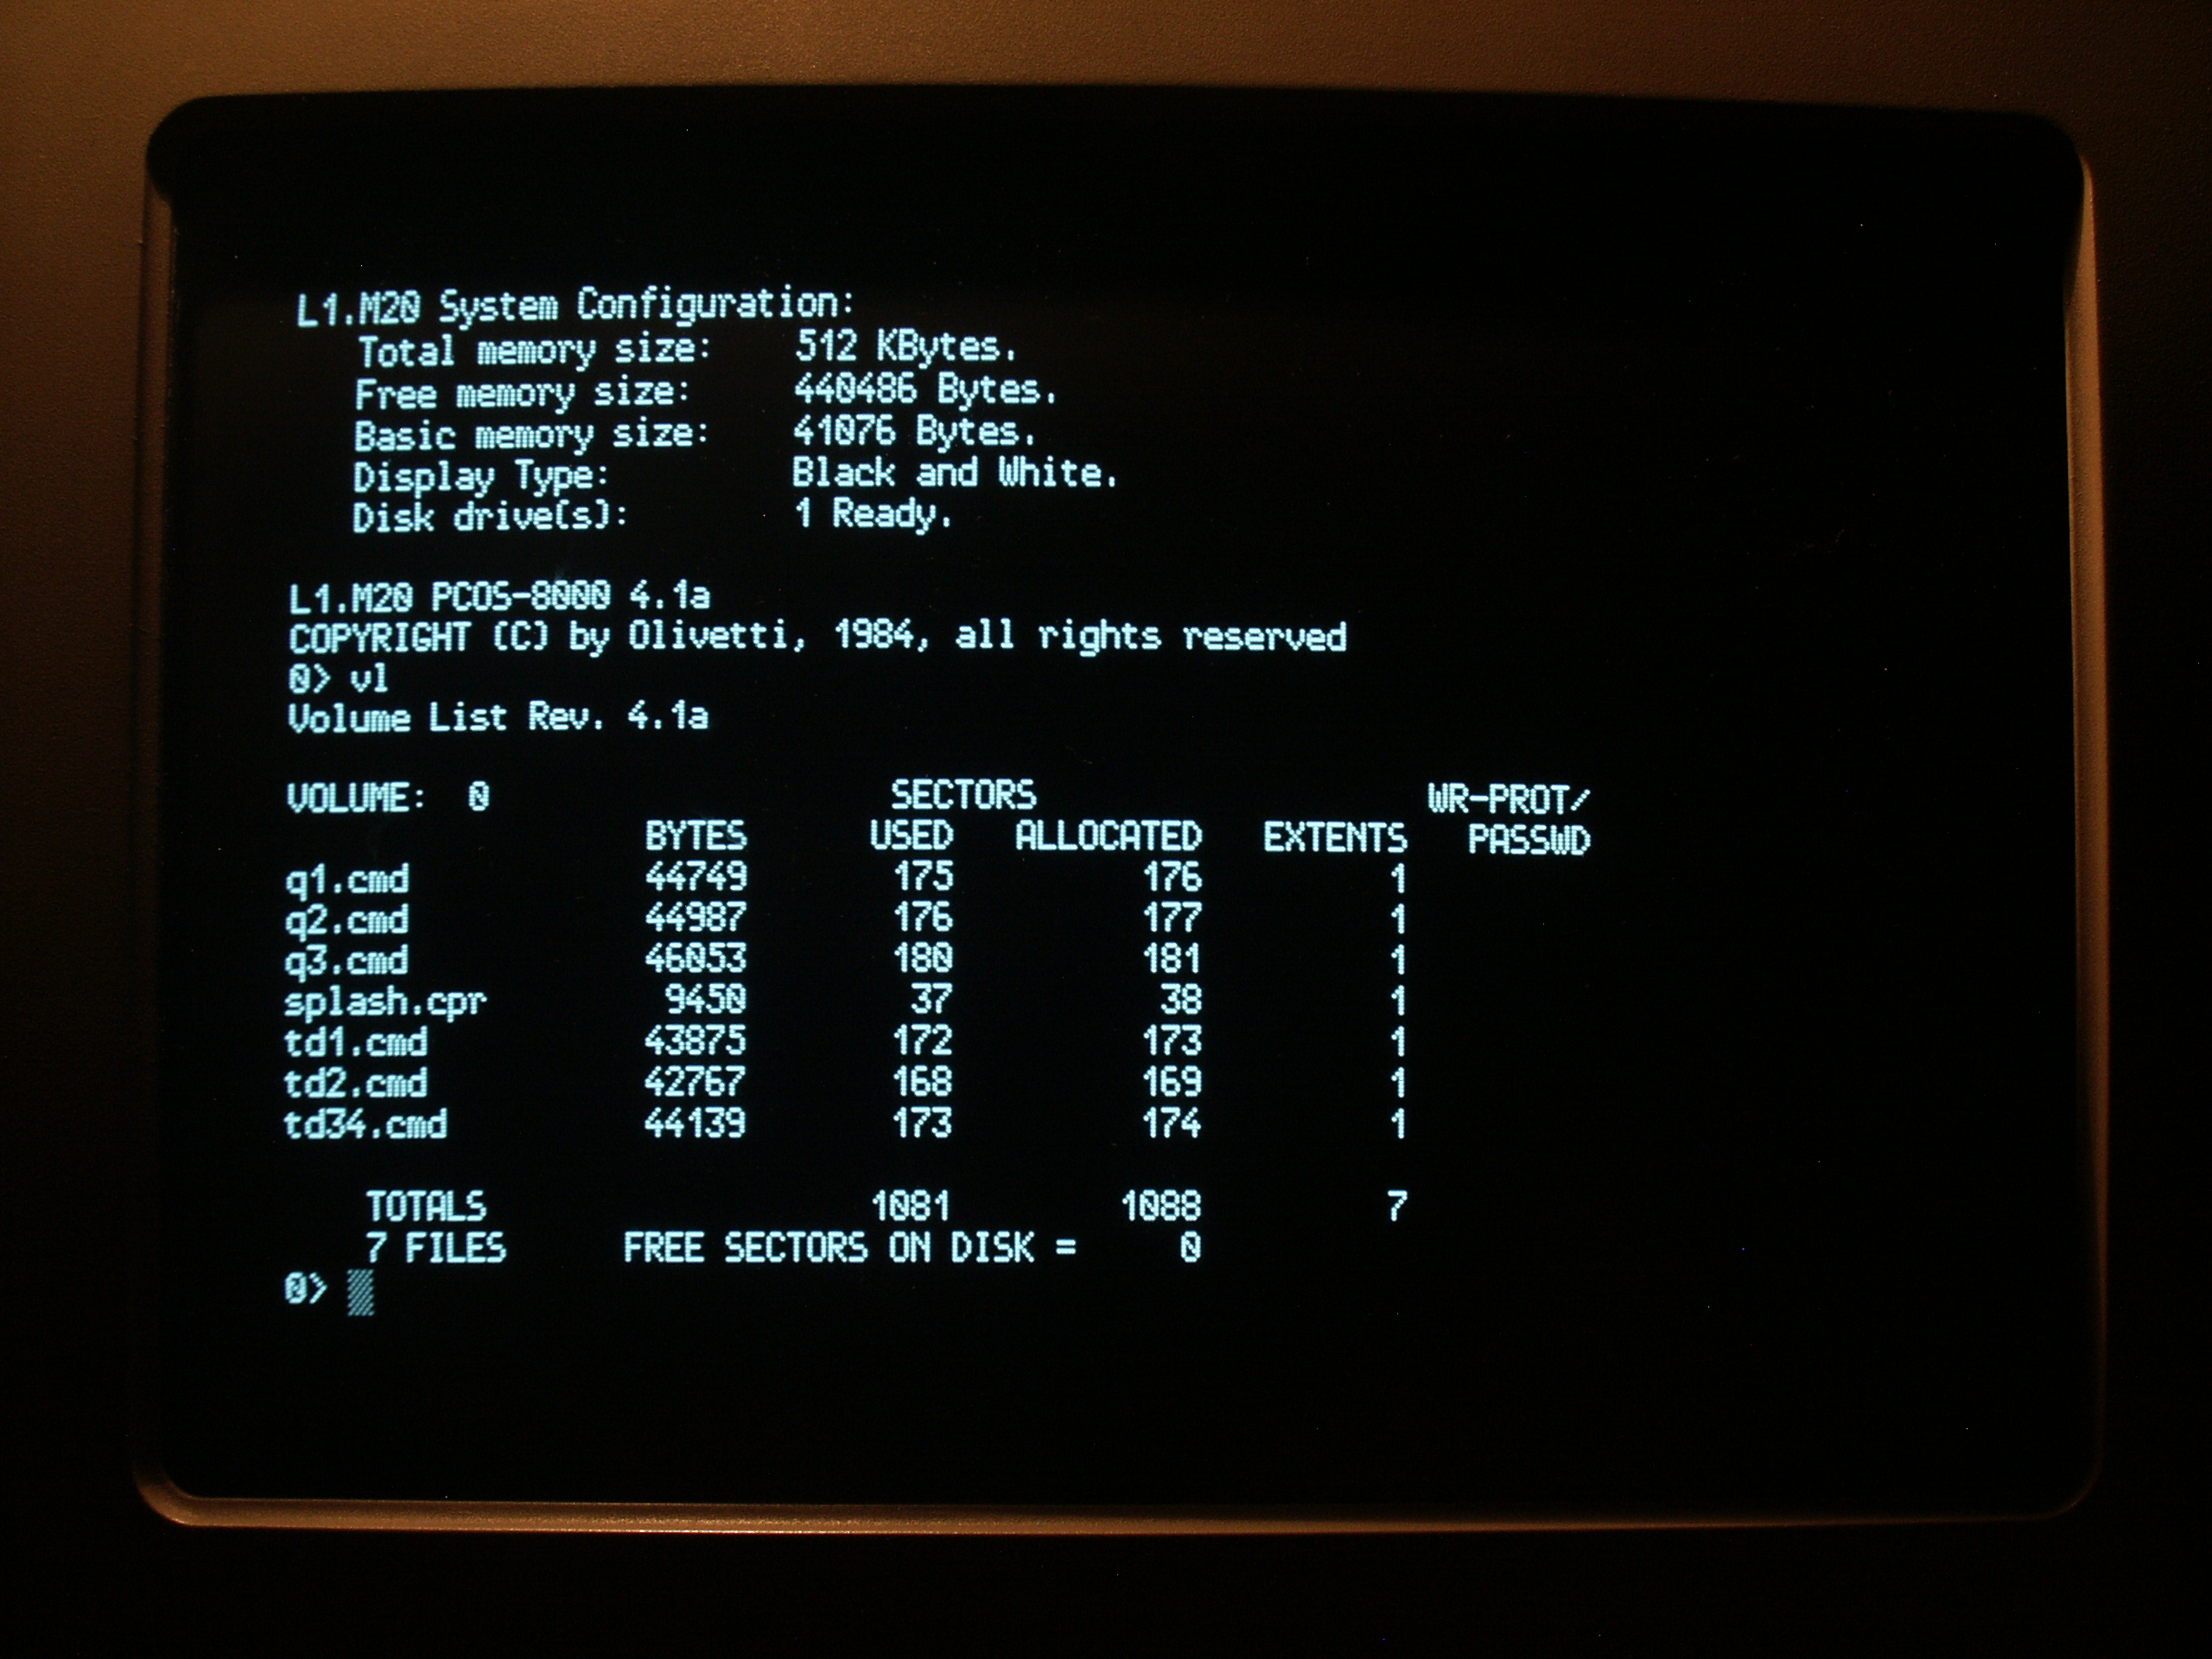 L1.M20 System Configuration:
Total memory size: 512 KBytes.
Free memory size: 440486 Bytes.
Basic memory size: 41076 Bytes.
Display Type: Black and White.
Disk drive(s): 1 Ready.
L1.M20 PCOS-8000 4.1a
COPYRIGHT (C) by Olivetti, 1984, all rights reserved
0> vl
Volume List Rev. 4.1a
VOLUME: 0 SECTORS WR-PROT/
BYTES USED ALLOCATED EXTENTS PASSWD
q1.cmd 44749 175 176 1
q2.cmd 44987 176 177 1
q3.cmd 46053 180 181 1
splash.cpr 9450 37 38 1
td1.cmd 43875 172 173 1
td2.cmd 42767 168 169 1
td34.cmd 44139 173 174 1
TOTALS 1081 1088 7
7 FILES FREE SECTORS ON DISK = 0
0>